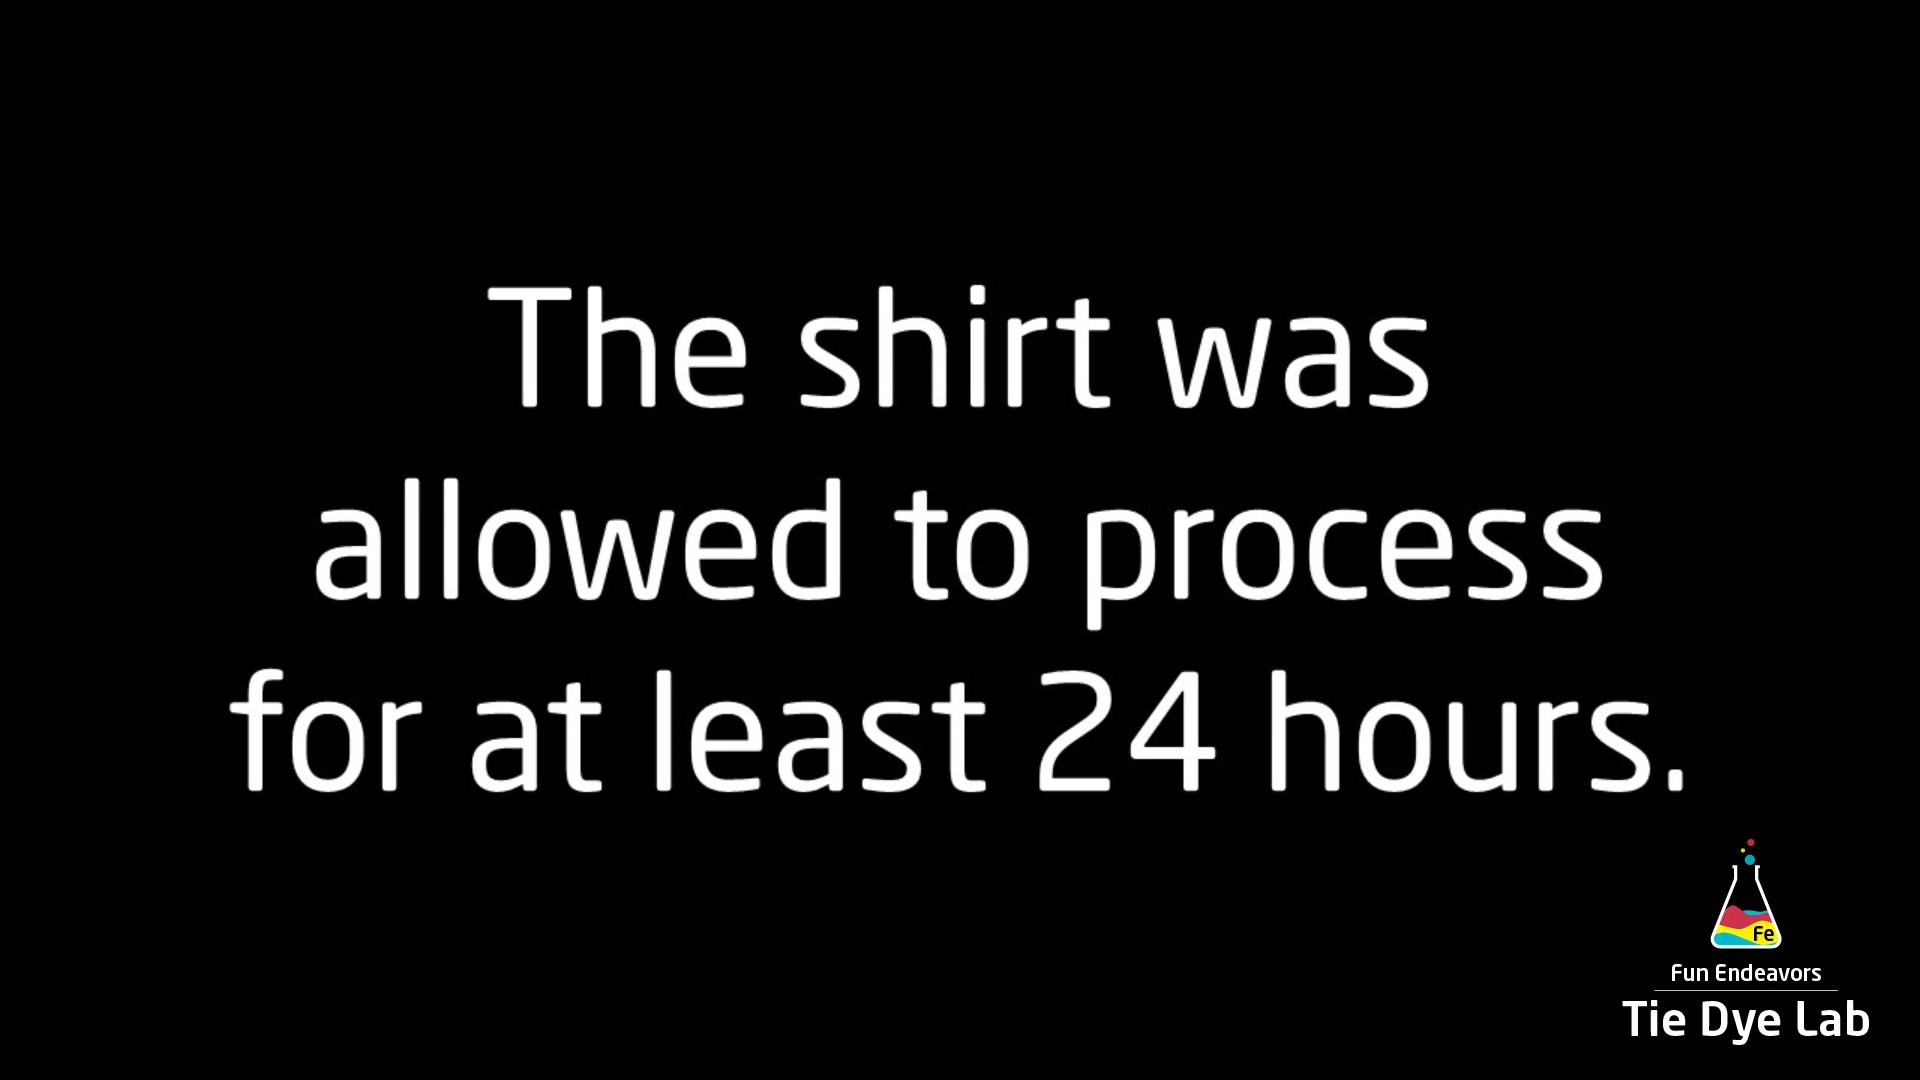 The shirt was
allowed to process
for at least 24 hours.
Fe
Fun Endeavors
Tie Dye Lab